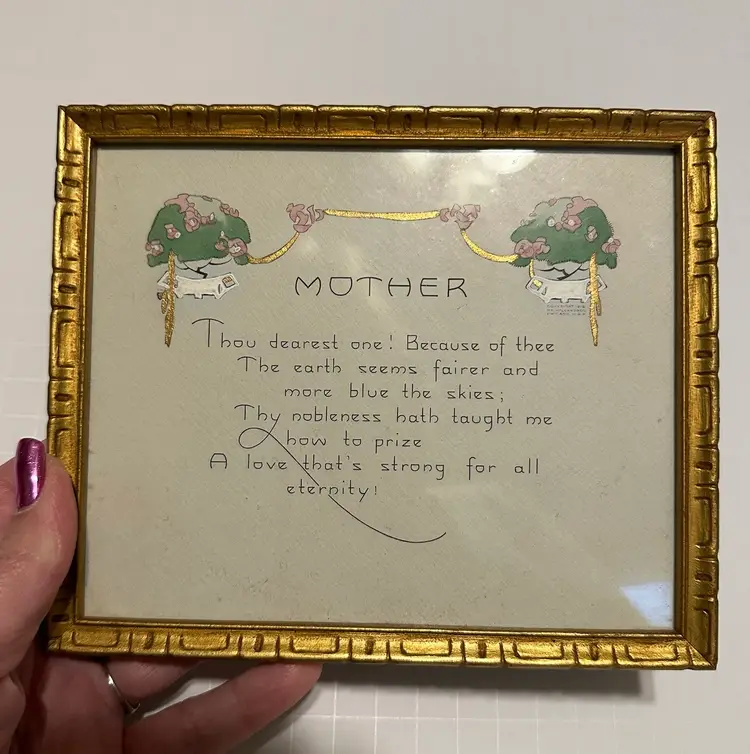 MOTHER
Thou dearest one! Because of thee
The earth seems fairer and
more blue the skies;
Thy nobleness hath taught me
how to prize
A love that's strong for all
eternity!